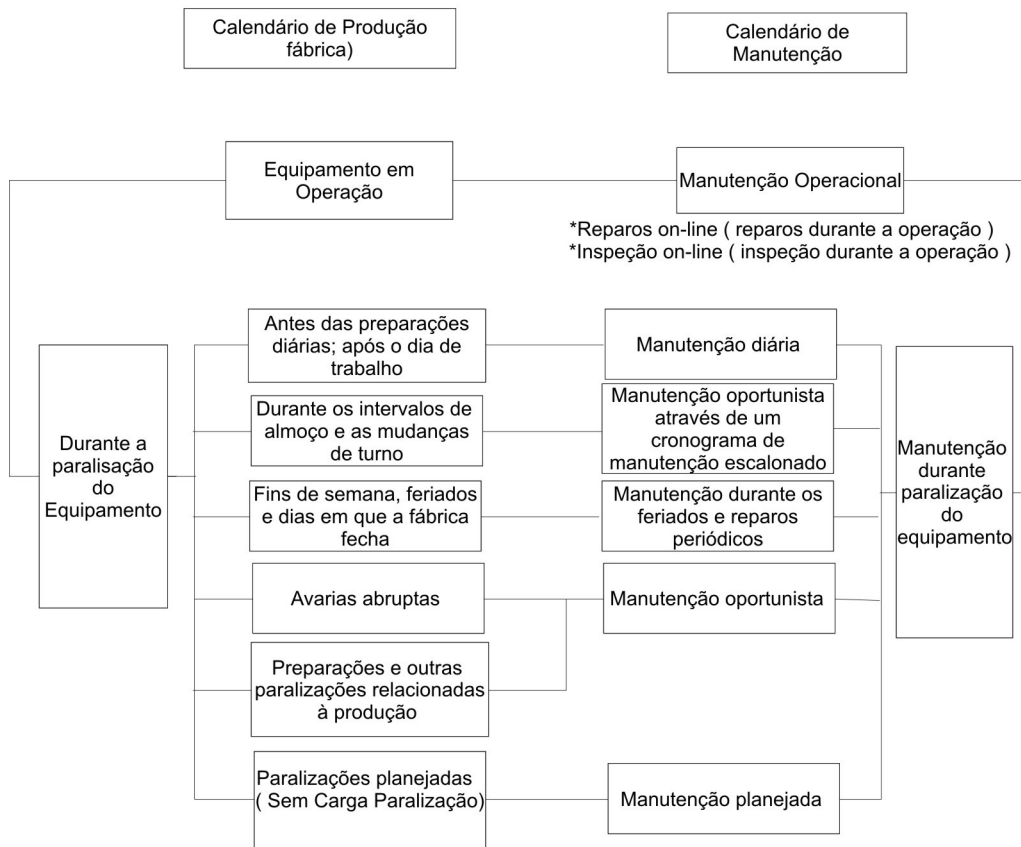 Calendário de Produção
fábrica)
Calendário de
Manutenção
Equipamento em
Operação
Manutenção Operacional
*Reparos on-line ( reparos durante a operação )
*Inspeção on-line ( inspeção durante a operação )
Durante a
paralisação
do
Equipamento
Antes das preparações
diárias; após o dia de
trabalho
Manutenção diária
Durante os intervalos de
almoço e as mudanças
de turno
Manutenção oportunista
através de um
cronograma de
manutenção escalonado
Fins de semana, feriados
e dias em que a fábrica
fecha
Manutenção durante os
feriados e reparos
periódicos
Avarias abruptas
Manutenção oportunista
Preparações e outras
paralizações relacionadas
à produção
Paralizações planejadas
( Sem Carga Paralização)
Manutenção planejada
Manutenção
durante
paralização
do
equipamento